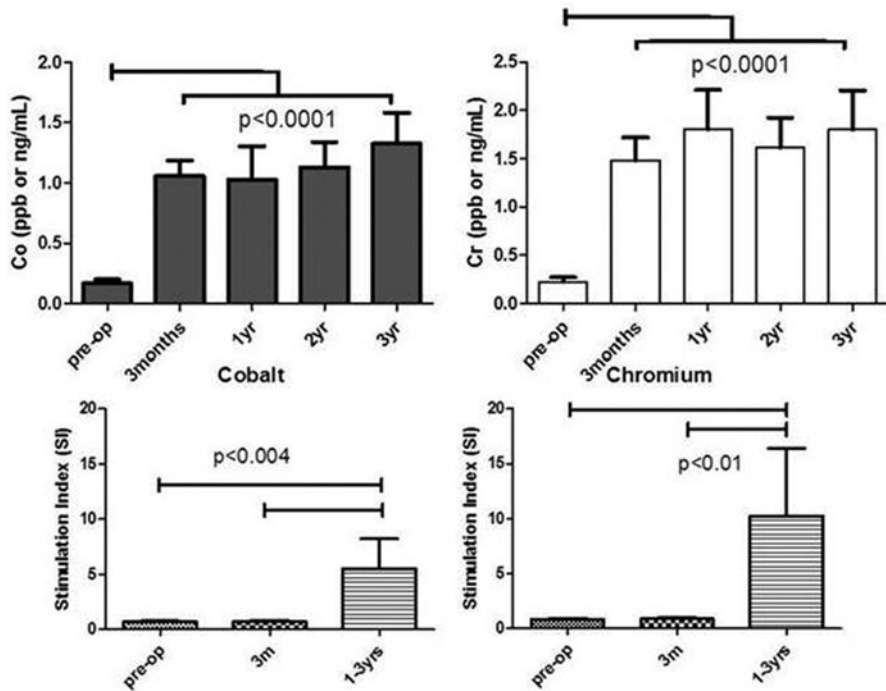 2.0
1.5
1.0
0.5
0.0
Co (ppb or ng/mL)
p<0.0001
pre-op
3months
1yr
2yr
3yr
2.5
2.0
1.5
1.0
0.5
0.0
Cr (ppb or ng/mL)
p<0.0001
pre-op
3months
1yr
2yr
3yr
Cobalt
20
15
10
5
0
Stimulation Index (SI)
p<0.004
pre-op
3m
1-3yrs
Chromium
20
15
10
5
0
Stimulation Index (SI)
p<0.01
pre-op
3m
1-3yrs